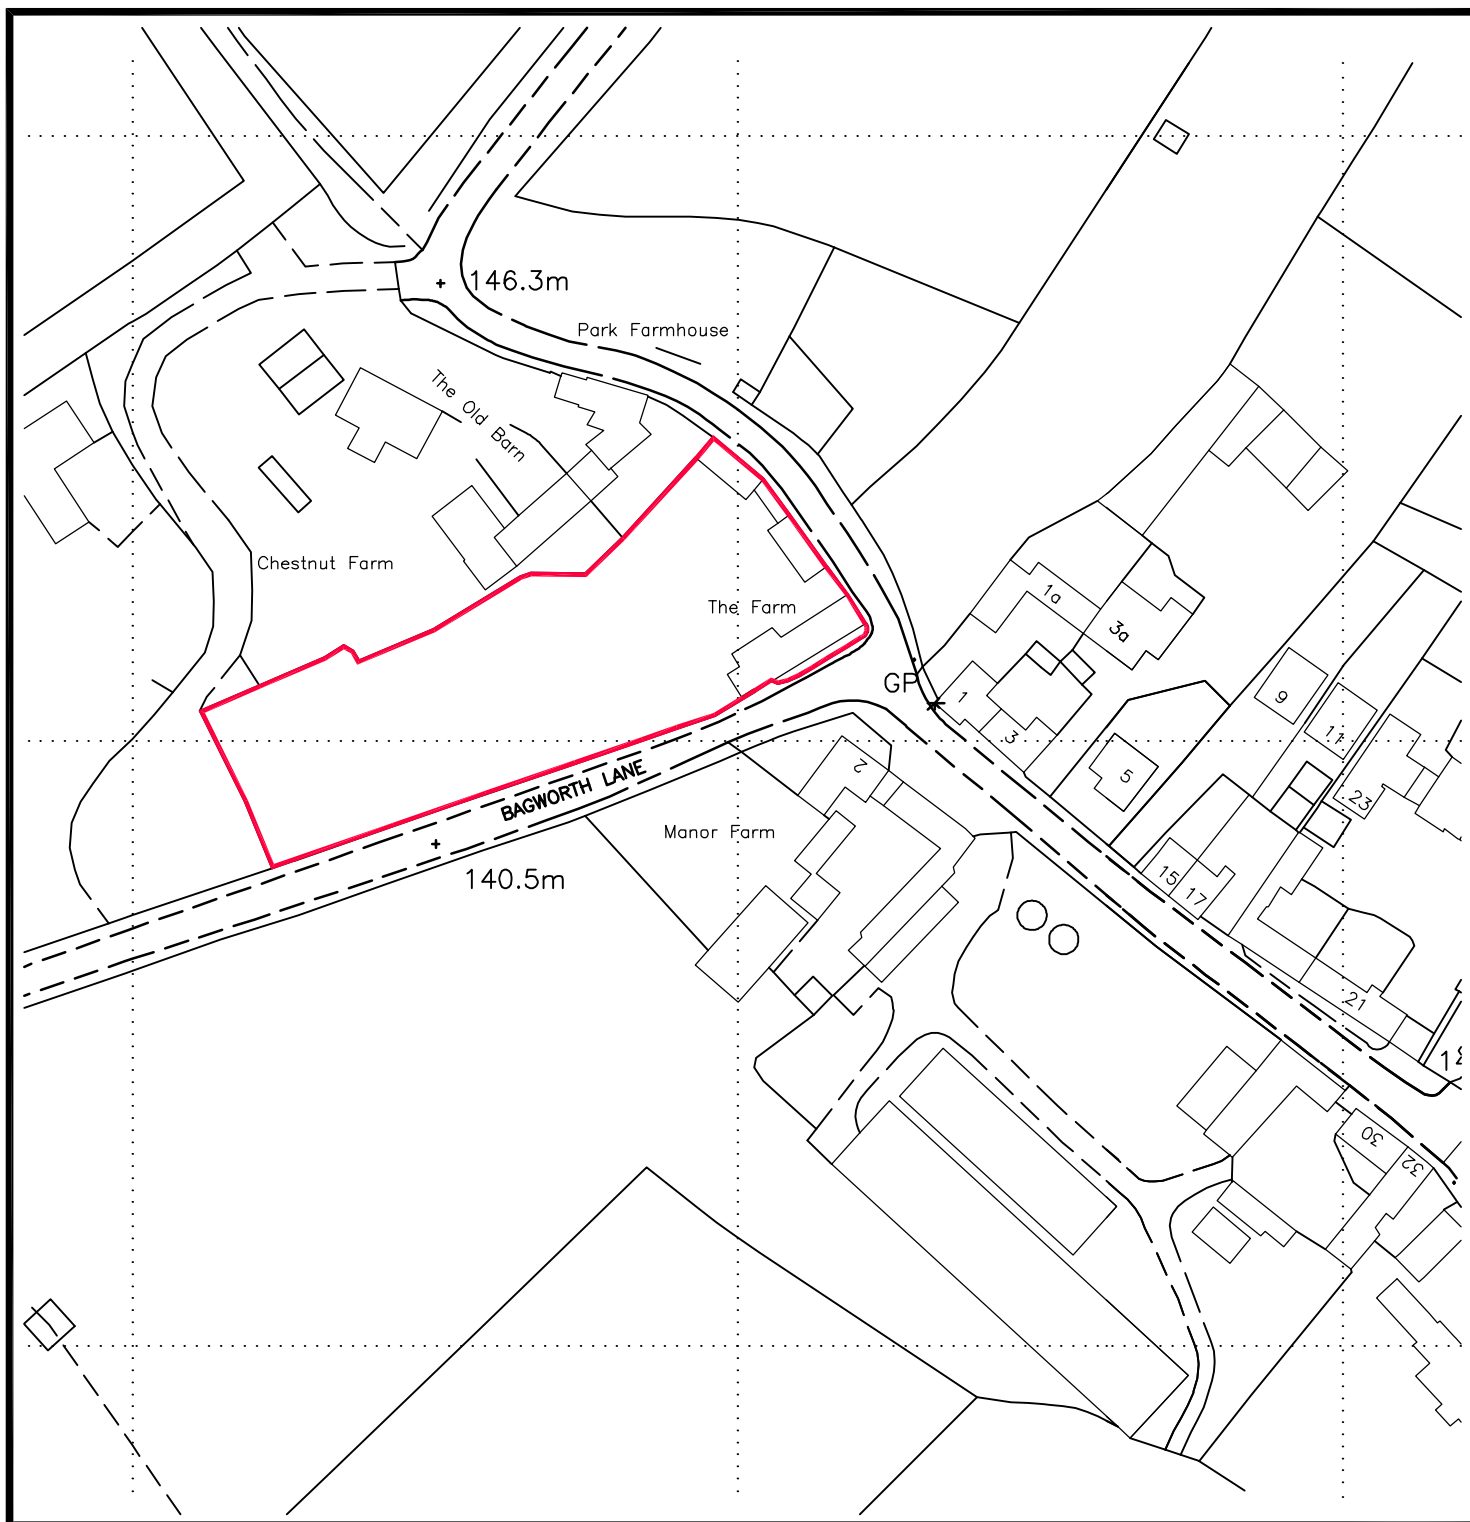 146.3m
Park Farmhouse
The Old Barn
Chestnut Farm
The Farm
1a
3a
GP
1
3
9
11
5
23
2
BAGWORTH LANE
Manor Farm
140.5m
15
17
21
30
32